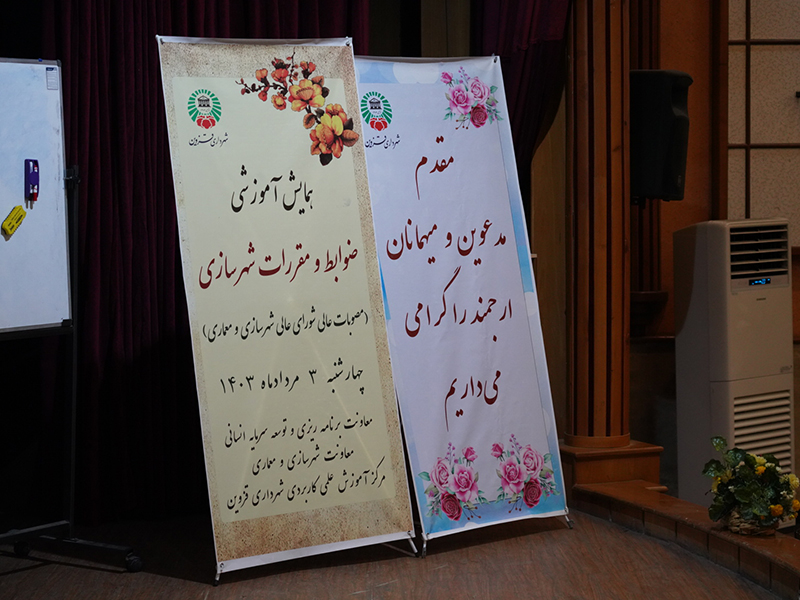 شهرداری قزوین
همایش آموزشی
ضوابط و مقررات شهرسازی
(مصوبات عالی شورای عالی شهرسازی و معماری)
چهارشنبه ۳ مردادماه ۱۴۰۳
معاونت برنامه ریزی و توسعه سرمایه انسانی
معاونت شهرسازی و معماری
مرکز آموزش علمی کاربردی شهرداری قزوین
شهرداری قزوین
مقدم
مدعوین و میهمانان
ارجمند را گرامی
می‌داریم